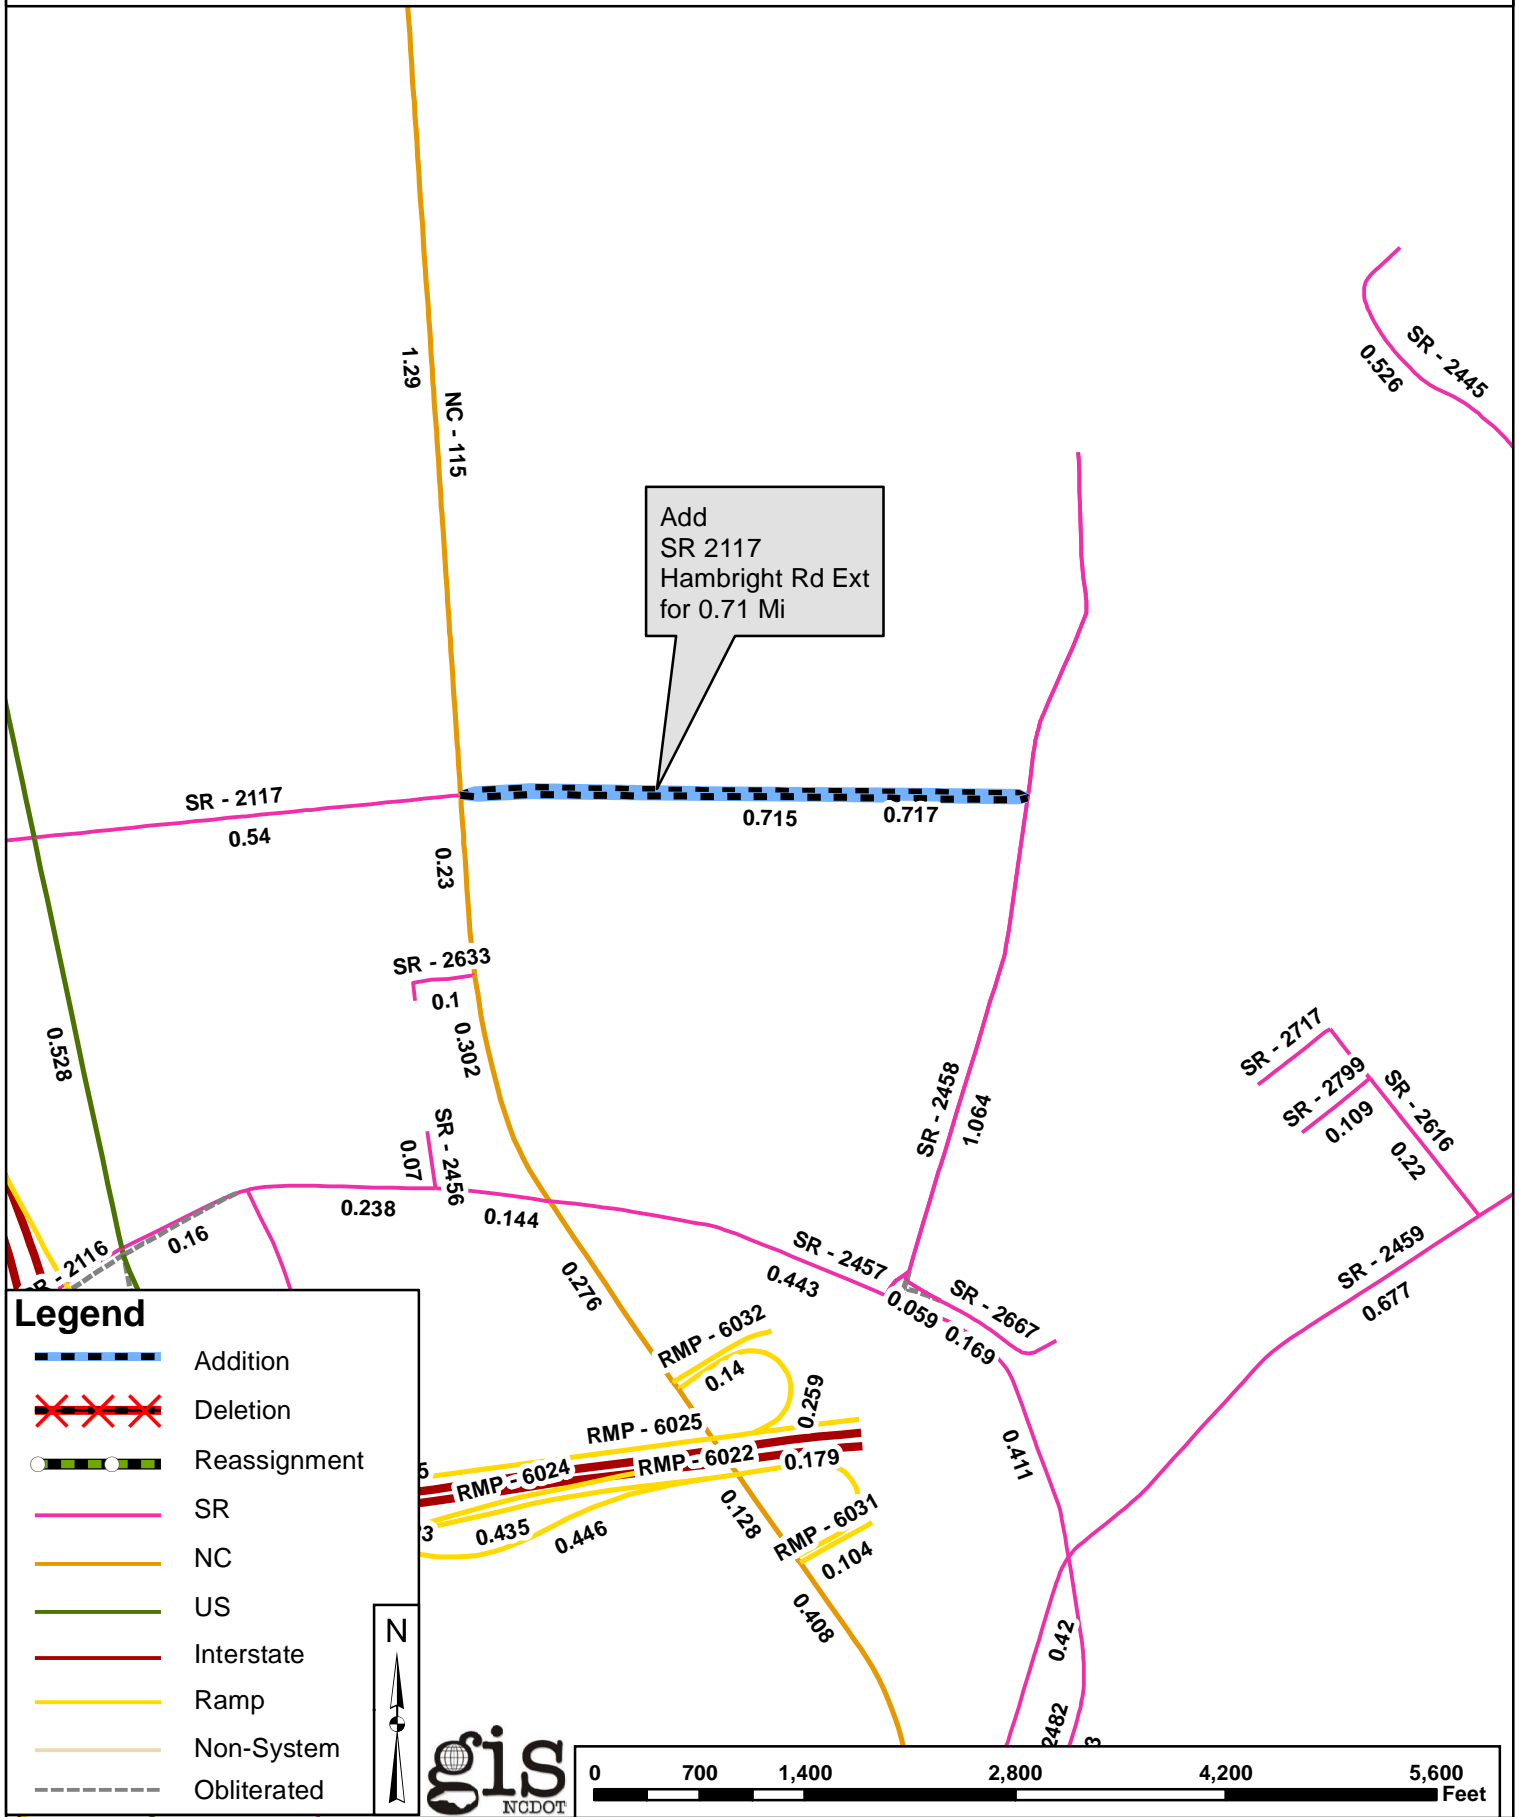 1.29
NC - 115
SR - 2445
0.526
Add
SR 2117
Hambright Rd Ext
for 0.71 Mi
SR - 2117
0.54
0.715
0.717
0.23
SR - 2633
0.1
0.302
0.528
SR - 2458
1.064
SR - 2717
SR - 2799
0.109
SR - 2616
0.22
SR - 2456
0.07
0.238
0.144
0.16
2116
SR - 2457
0.443
0.059
SR - 2667
0.169
SR - 2459
0.677
0.276
RMP - 6032
0.14
0.259
RMP - 6025
RMP - 6024
RMP - 6022
0.179
5
3
0.435
0.446
0.128
RMP - 6031
0.104
0.408
0.411
0.42
2482
Legend
Addition
Deletion
Reassignment
SR
NC
US
Interstate
Ramp
Non-System
Obliterated
N
gis
NCDOT
0 700 1,400 2,800 4,200 5,600
Feet